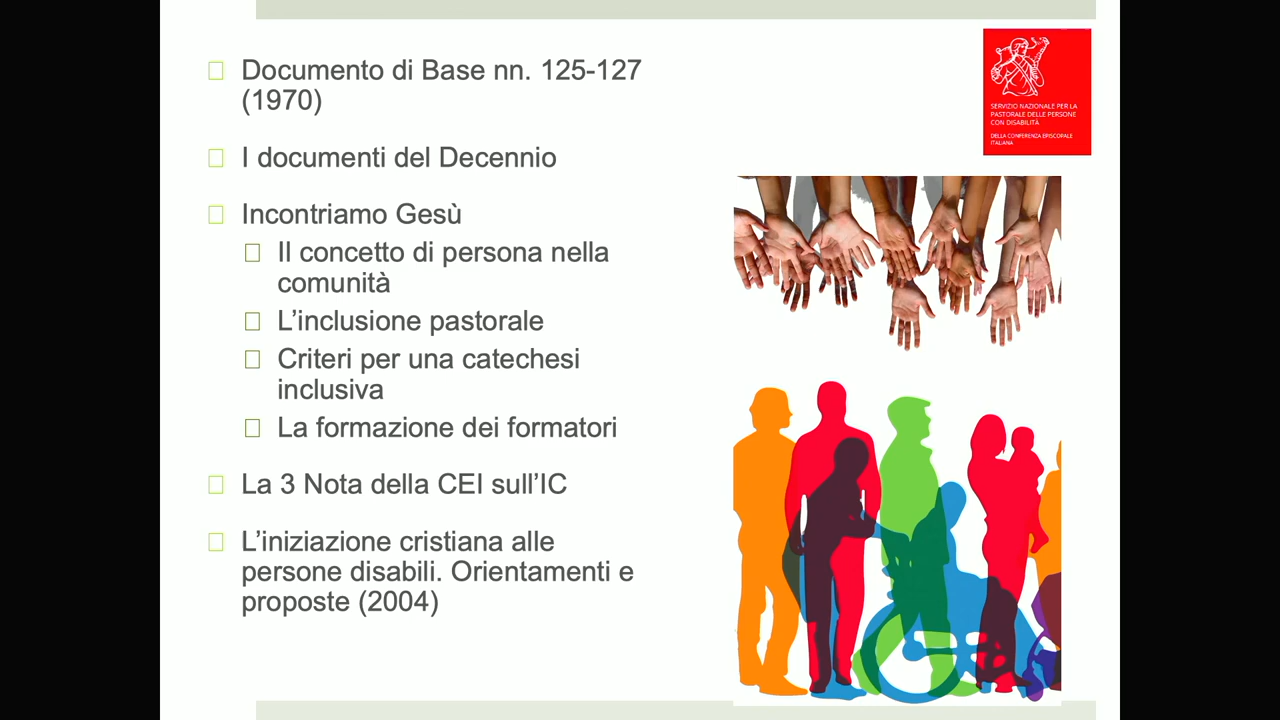 Documento di Base nn. 125-127
(1970)
I documenti del Decennio
Incontriamo Gesù
Il concetto di persona nella
comunità
L’inclusione pastorale
Criteri per una catechesi
inclusiva
La formazione dei formatori
La 3 Nota della CEI sull’IC
L’iniziazione cristiana alle
persone disabili. Orientamenti e
proposte (2004)
SERVIZIO NAZIONALE PER LA
PASTORALE DELLE PERSONE
CON DISABILITÀ
DELLA CONFERENZA EPISCOPALE
ITALIANA